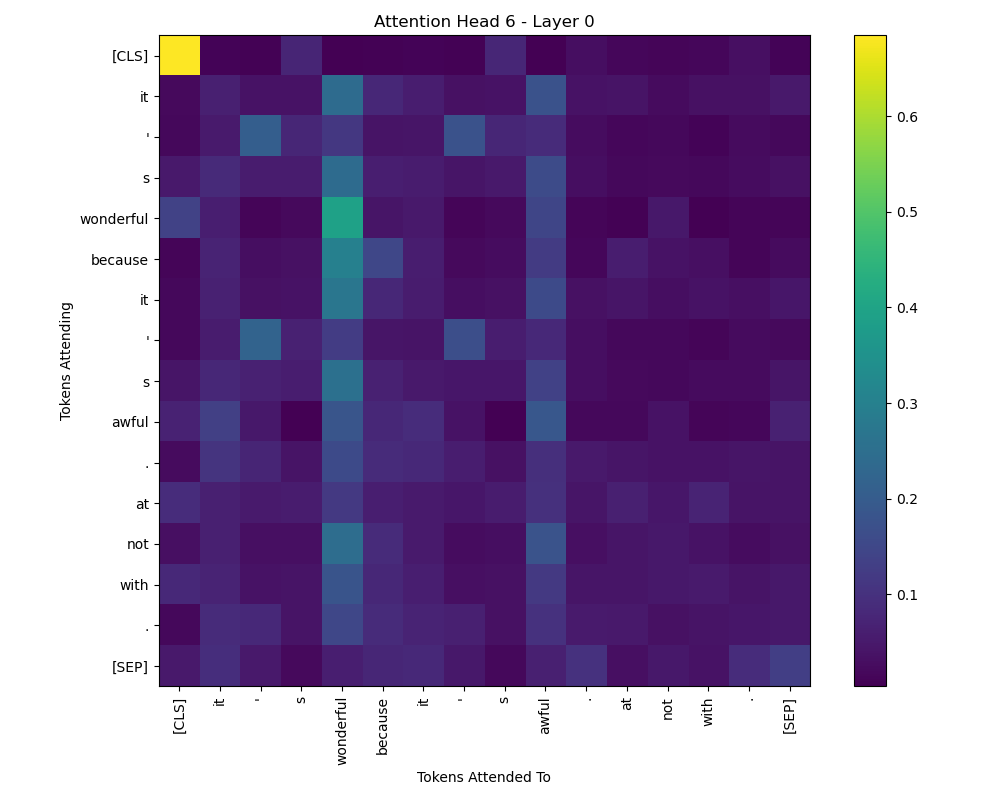 Attention Head 6 - Layer 0
[CLS]
it
'
s
wonderful
because
it
'
s
awful
.
at
not
with
.
[SEP]
Tokens Attending
[CLS]
it
'
s
wonderful
because
it
'
s
awful
.
at
not
with
.
[SEP]
Tokens Attended To
0.6
0.5
0.4
0.3
0.2
0.1